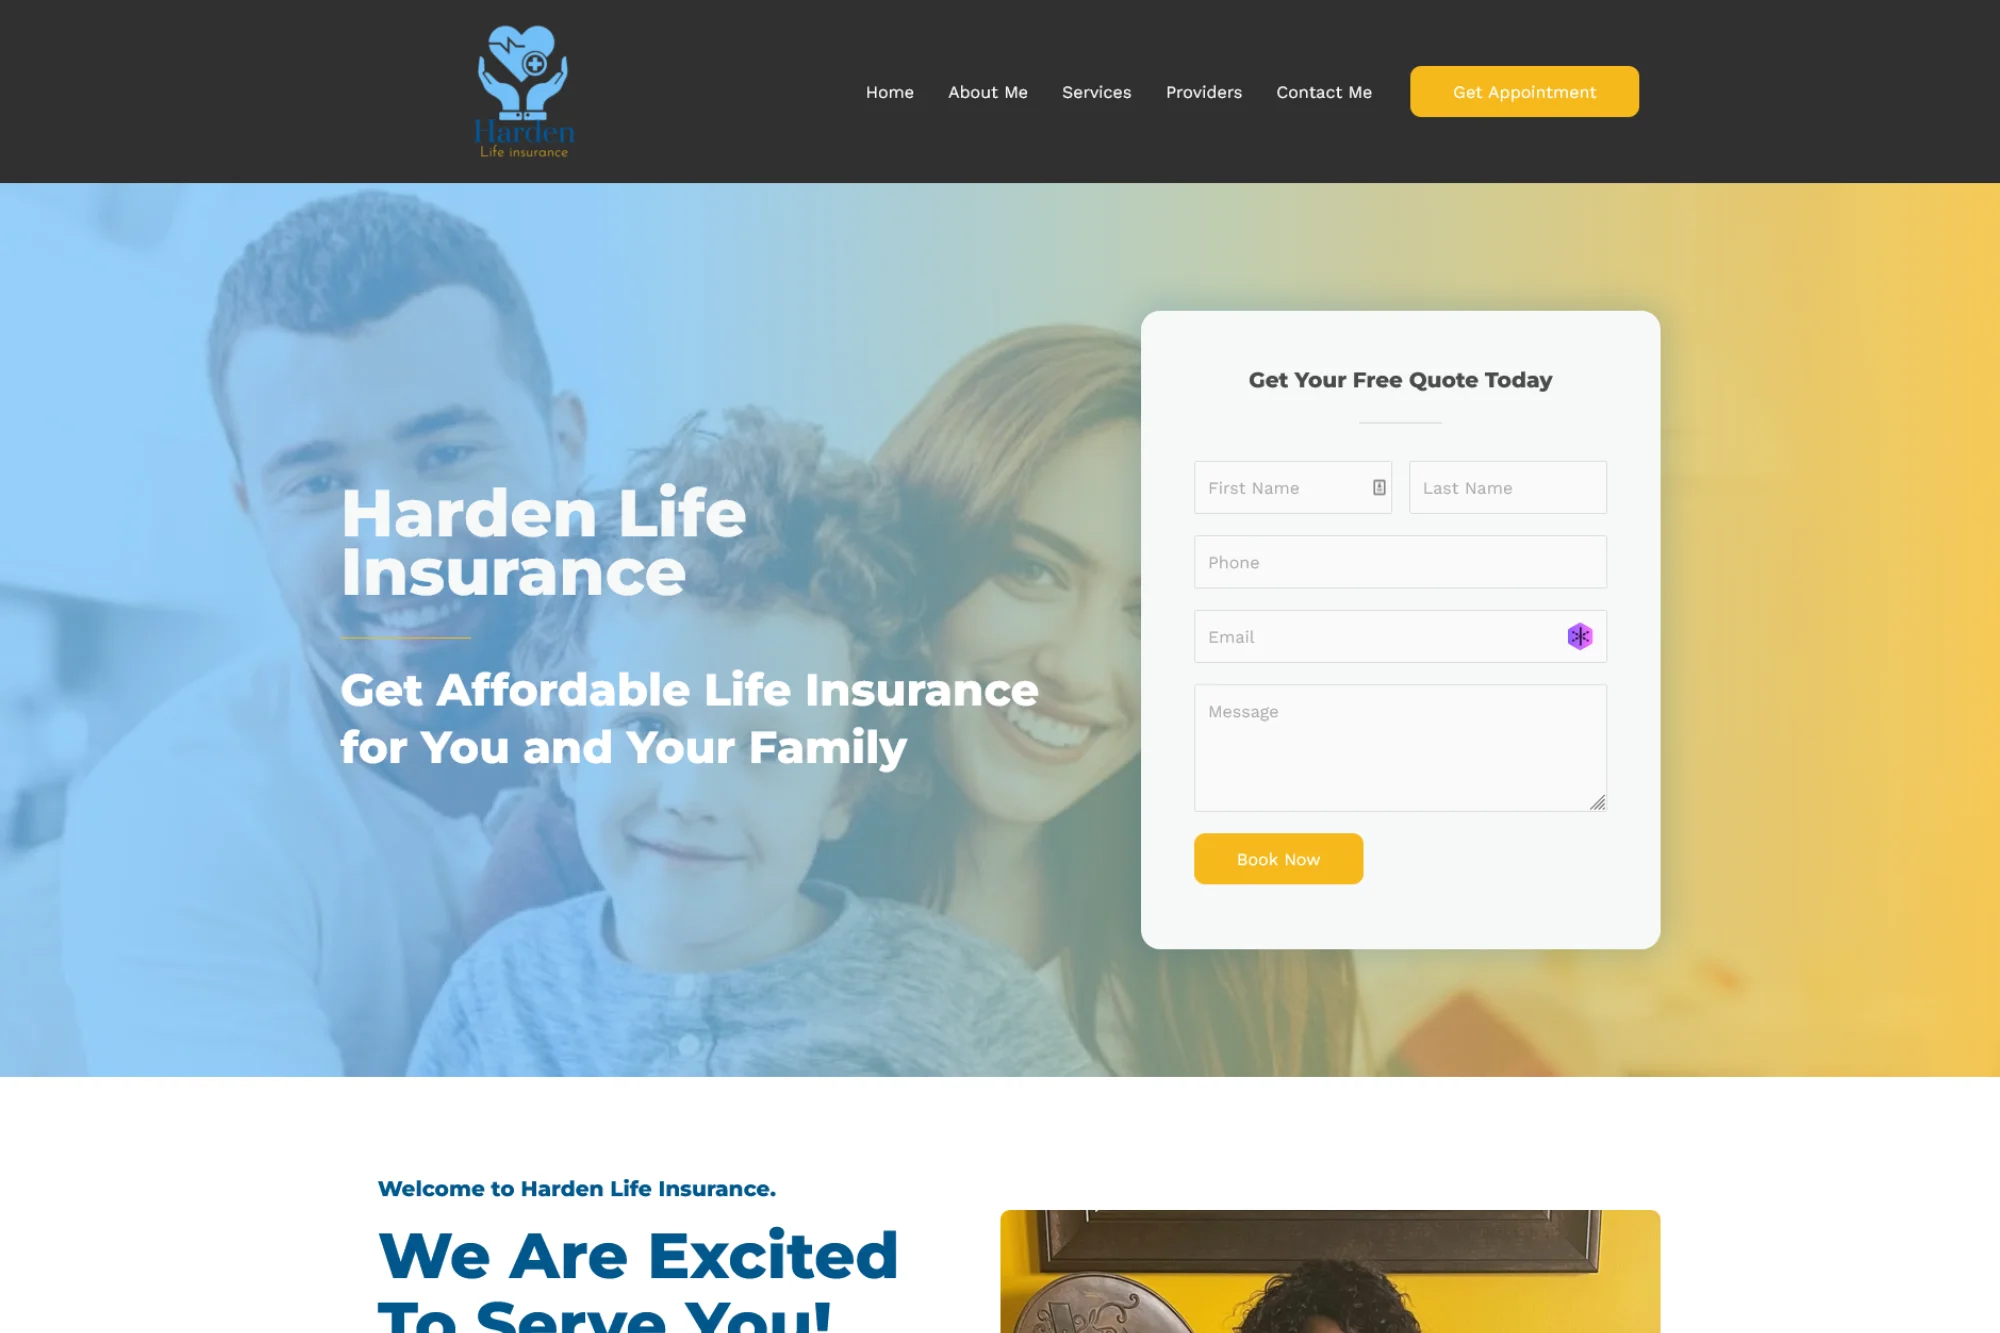 Harden
Life insurance
Home
About Me
Services
Providers
Contact Me
Get Appointment
Harden Life
Insurance
Get Affordable Life Insurance
for You and Your Family
Get Your Free Quote Today
First Name
Last Name
Phone
Email
Message
Book Now
Welcome to Harden Life Insurance.
We Are Excited
To Serve You!